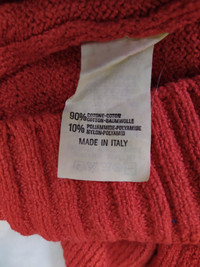 90% COTONE-COTON
COTTON-BAUMWOLLE
10% POLIAMMIDE-POLYAMIDE
NYLON-POLYAMID
MADE IN ITALY